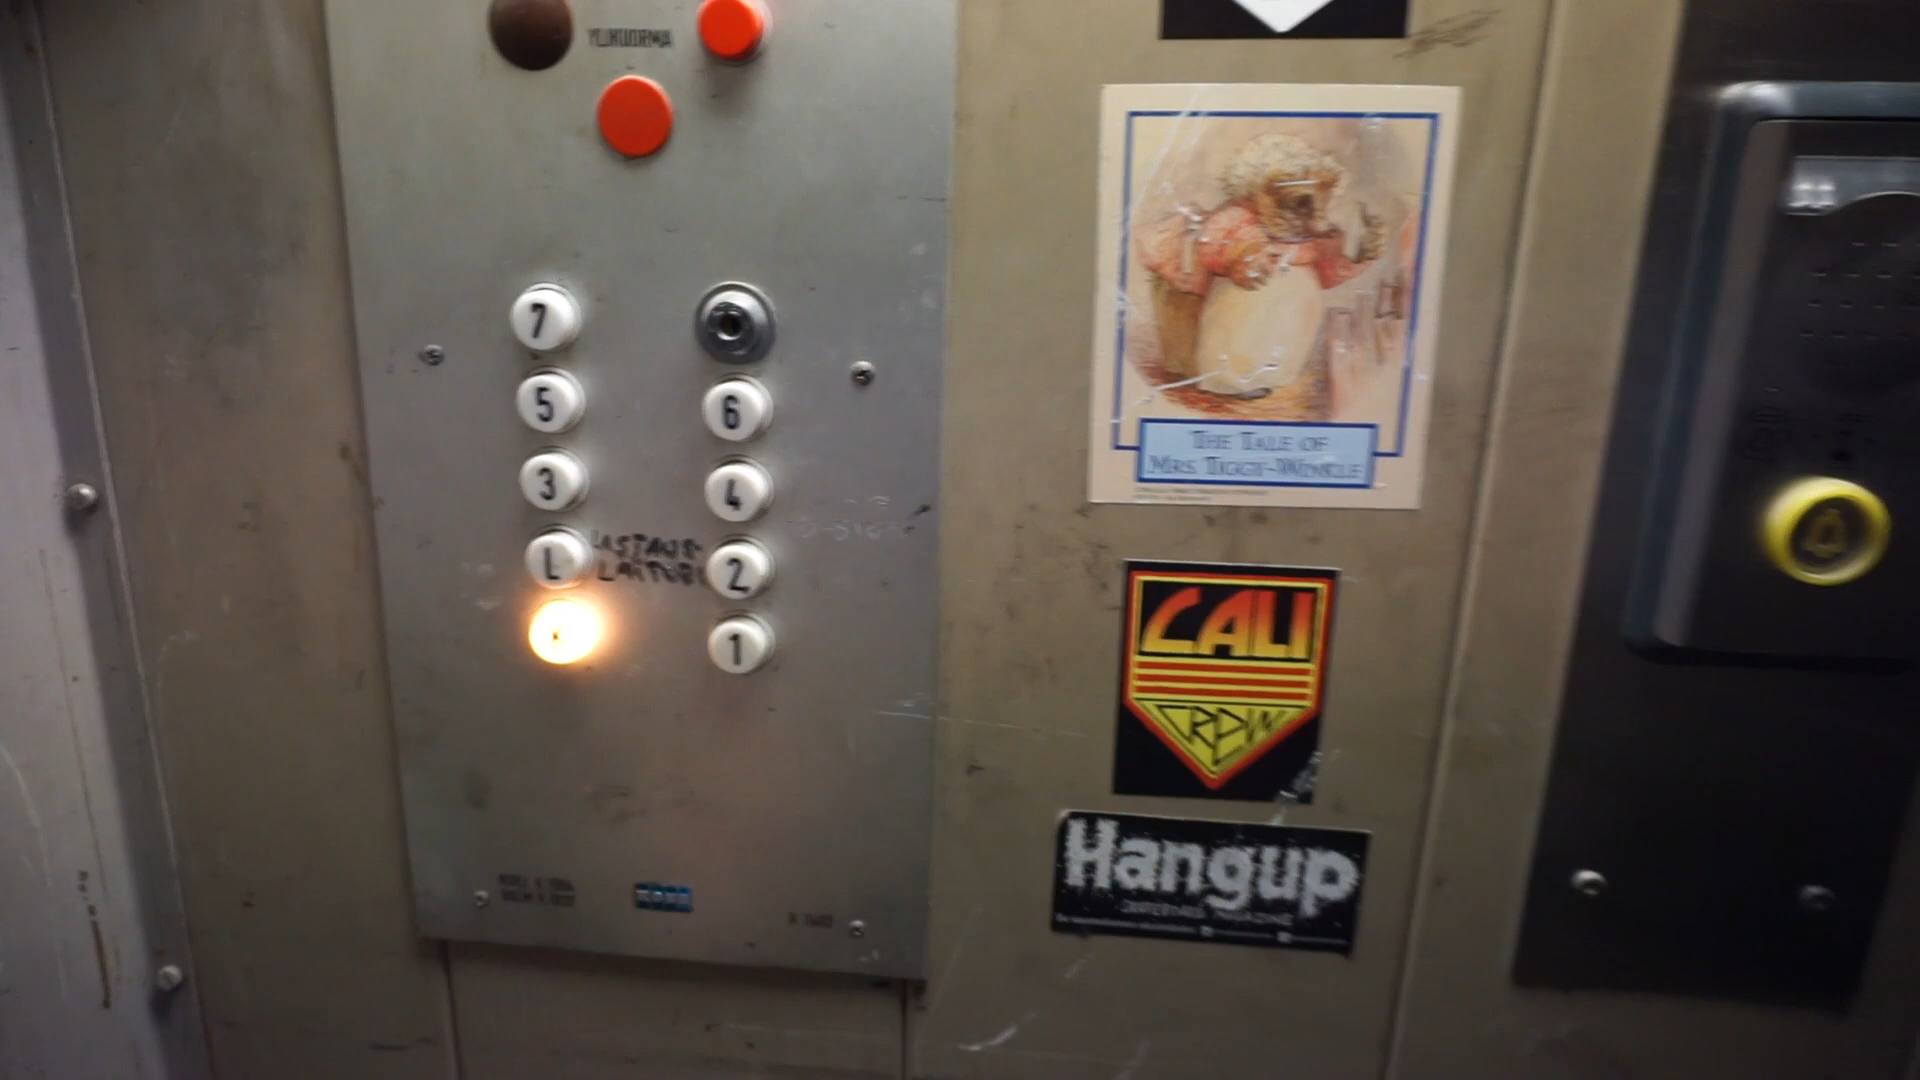 YLIKUORMA
7
5 6
3 4
L LASTAUS- 2
LAITURI
1
THE TALE OF
MRS. TIGGY-WINKLE
CALI
CREW
Hangup
KONE